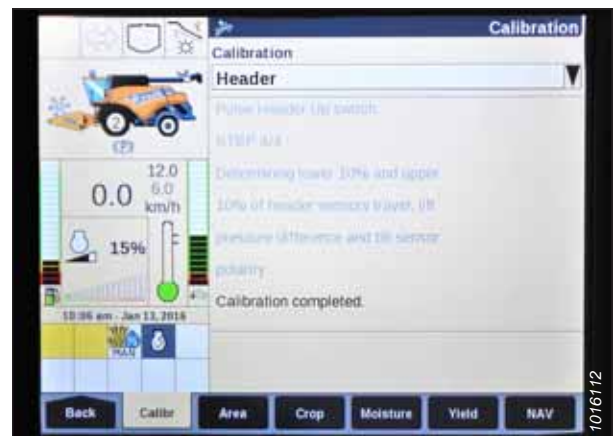 Calibration
Calibration
Header
Pulse Header Up switch.
STEP 4/4
Determining lower 10% and upper
10% of header sensors travel, lift
pressure difference and tilt sensor
polarity
Calibration completed.
2
(P)
12.0
6.0
0.0 km/h
15%
10:06 am - Jan 13, 2016
MAN
Back
Calibr
Area
Crop
Moisture
Yield
NAV
1016112